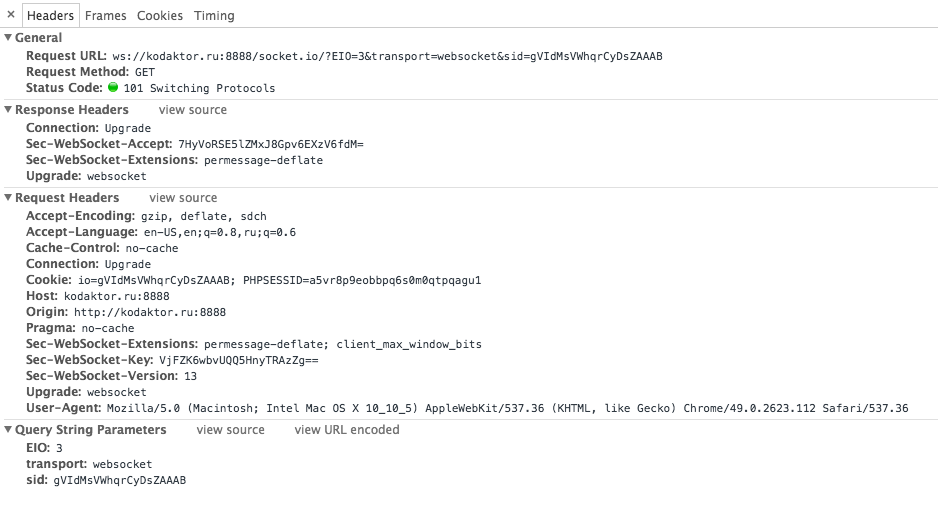 × Headers Frames Cookies Timing
▼ General
Request URL: ws://kodaktor.ru:8888/socket.io/?EIO=3&transport=websocket&sid=gVIdMsVWhqrCyDsZAAAB
Request Method: GET
Status Code: 101 Switching Protocols
▼ Response Headers view source
Connection: Upgrade
Sec-WebSocket-Accept: 7HyVoRSE5lZMxJ8Gpv6EXzV6fdM=
Sec-WebSocket-Extensions: permessage-deflate
Upgrade: websocket
▼ Request Headers view source
Accept-Encoding: gzip, deflate, sdch
Accept-Language: en-US,en;q=0.8,ru;q=0.6
Cache-Control: no-cache
Connection: Upgrade
Cookie: io=gVIdMsVWhqrCyDsZAAAB; PHPSESSID=a5vr8p9eobbpq6s0m0qtpqagu1
Host: kodaktor.ru:8888
Origin: http://kodaktor.ru:8888
Pragma: no-cache
Sec-WebSocket-Extensions: permessage-deflate; client_max_window_bits
Sec-WebSocket-Key: VjFZK6wbvUQQ5HnyTRAzZg==
Sec-WebSocket-Version: 13
Upgrade: websocket
User-Agent: Mozilla/5.0 (Macintosh; Intel Mac OS X 10_10_5) AppleWebKit/537.36 (KHTML, like Gecko) Chrome/49.0.2623.112 Safari/537.36
▼ Query String Parameters view source view URL encoded
EIO: 3
transport: websocket
sid: gVIdMsVWhqrCyDsZAAAB